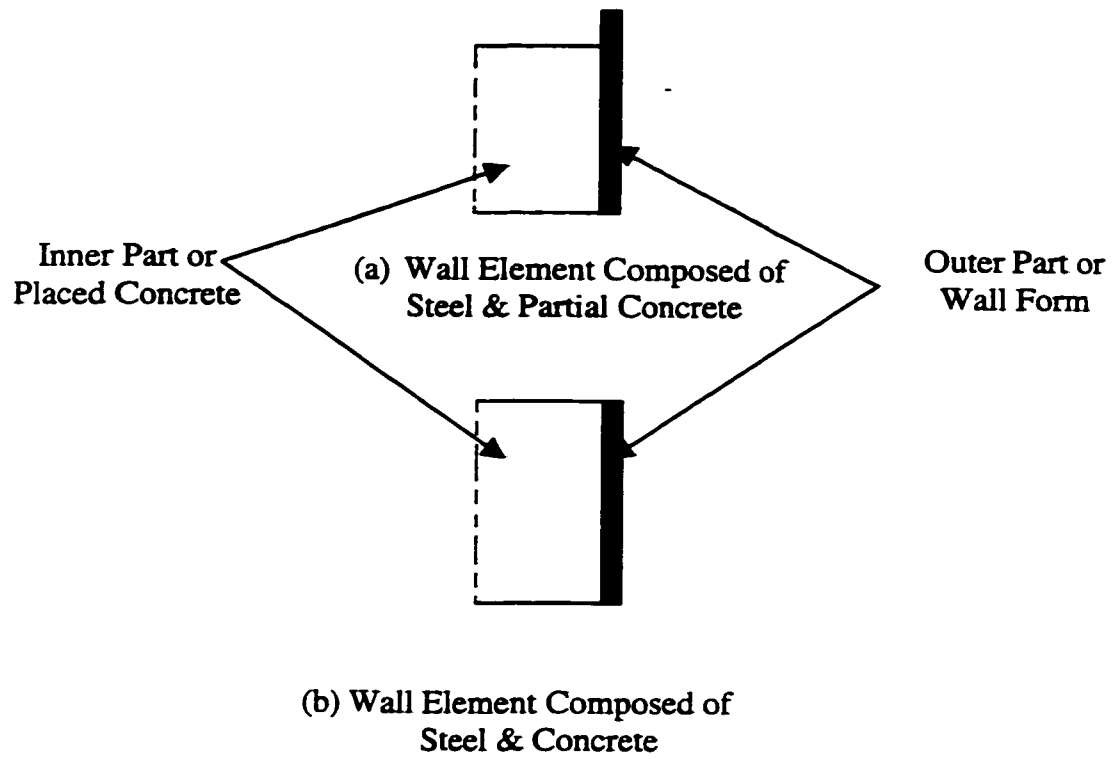 Inner Part or
Placed Concrete
(a) Wall Element Composed of
Steel & Partial Concrete
Outer Part or
Wall Form
(b) Wall Element Composed of
Steel & Concrete